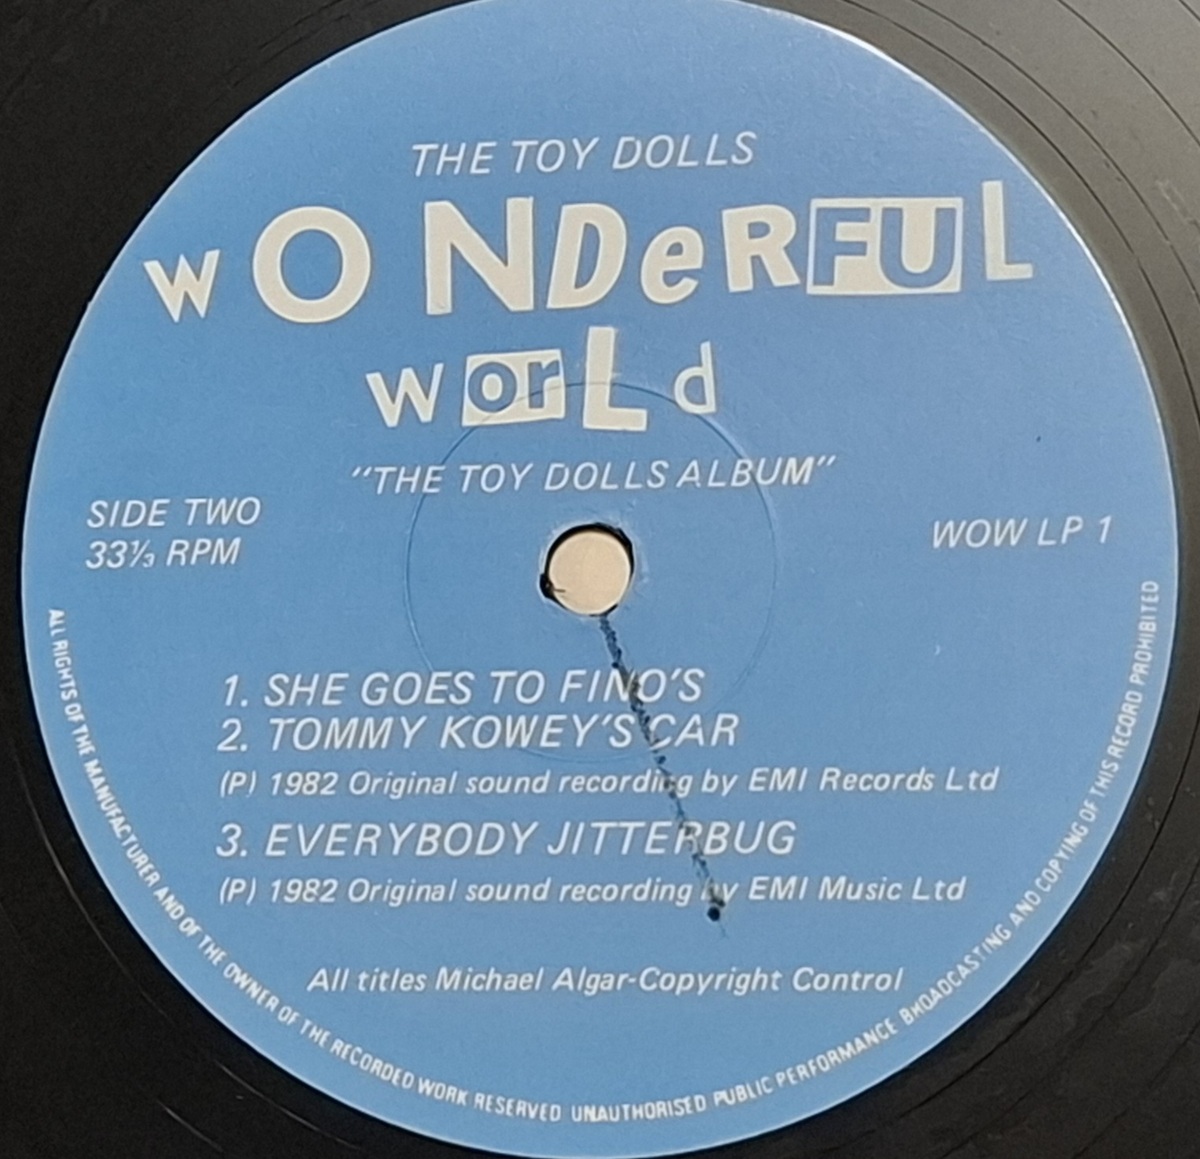 THE TOY DOLLS
wONDeRFUL
worLd
"THE TOY DOLLS ALBUM"
SIDE TWO
33⅓ RPM
WOW LP 1
1. SHE GOES TO FINO'S
2. TOMMY KOWEY'S CAR
(P) 1982 Original sound recording by EMI Records Ltd
3. EVERYBODY JITTERBUG
(P) 1982 Original sound recording by EMI Music Ltd
All titles Michael Algar-Copyright Control
ALL RIGHTS OF THE MANUFACTURER AND OF THE OWNER OF THE RECORDED WORK RESERVED UNAUTHORISED PUBLIC PERFORMANCE BROADCASTING AND COPYING OF THIS RECORD PROHIBITED